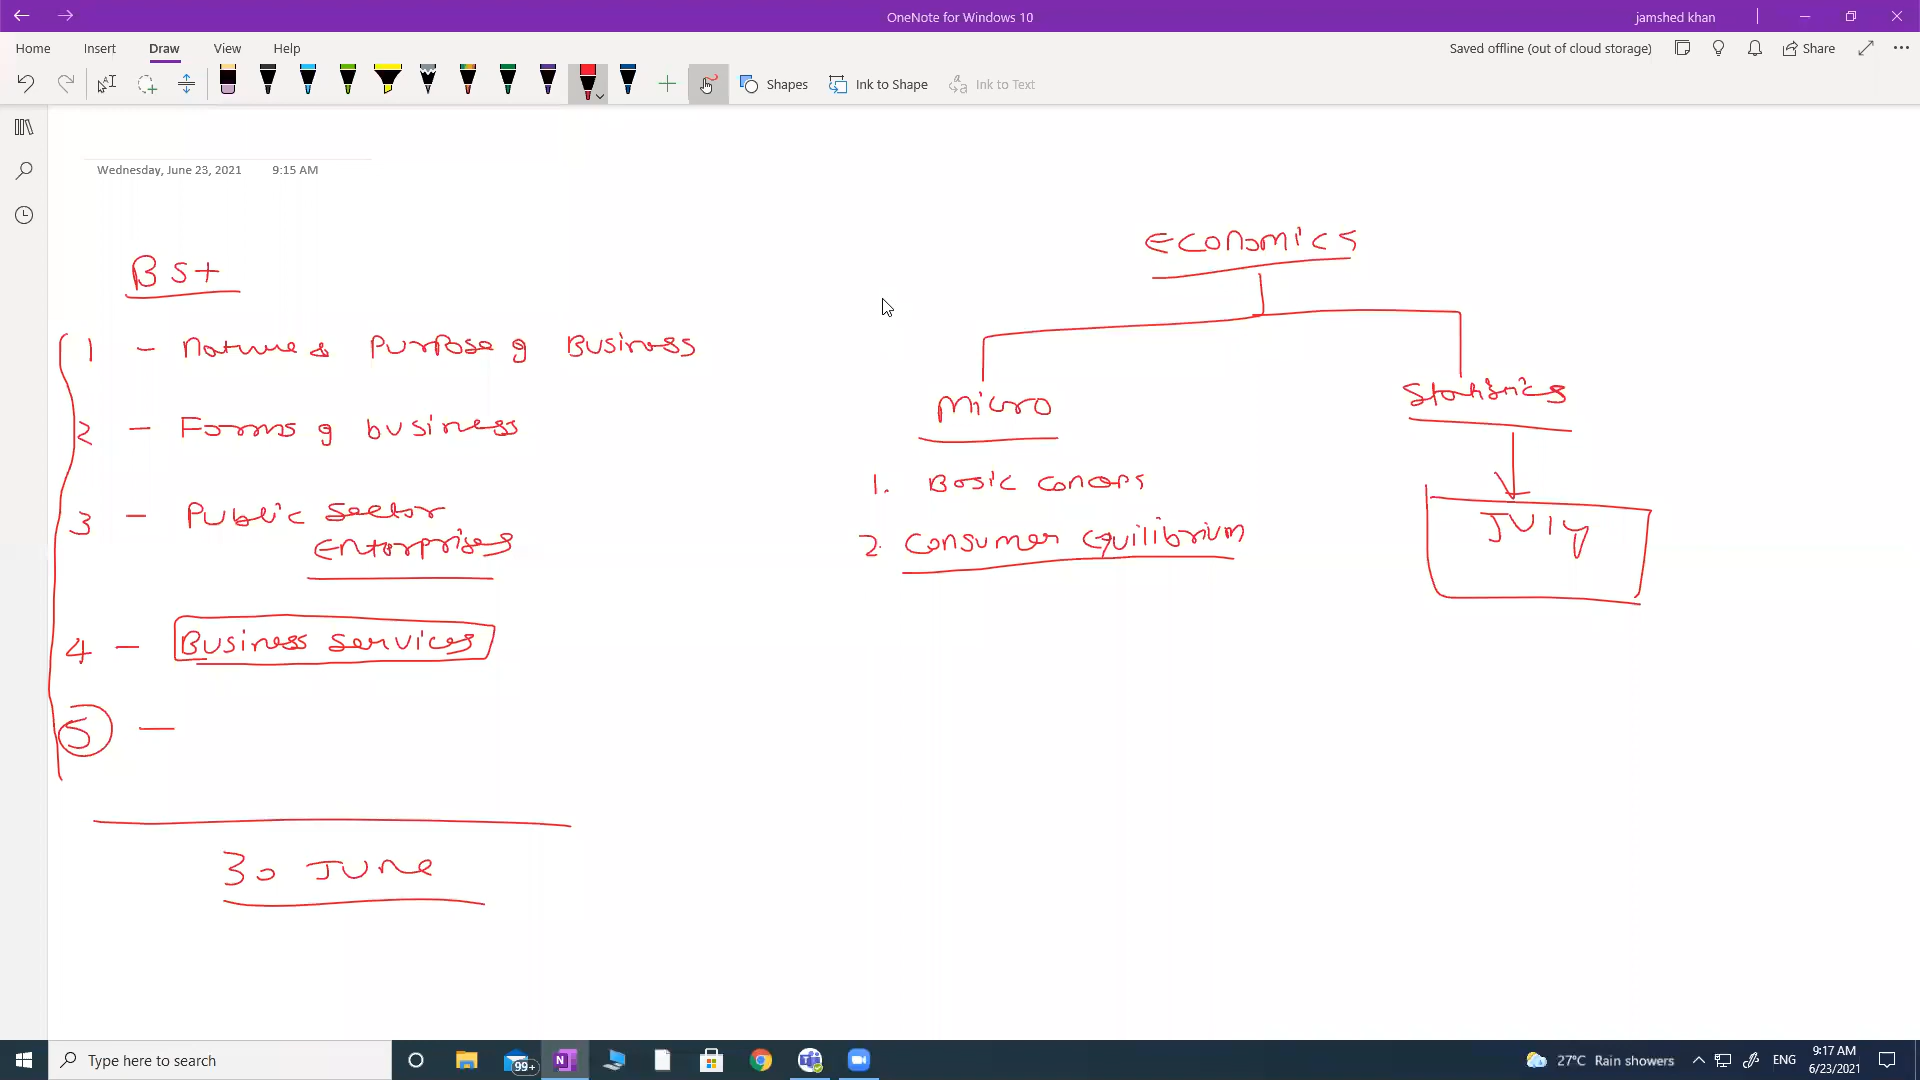 OneNote for Windows 10
jamshed khan
Home Insert Draw View Help
Saved offline (out of cloud storage)
Share
Shapes
Ink to Shape
Ink to Text
Wednesday, June 23, 2021 9:15 AM
BSt
1 - Nature & Purpose of Business
2 - Forms of business
3 - Public Sector
Enterprises
4 - Business Services
5 -
30 June
Economics
Micro
Statistics
1. Basic
2. Consumer Equilibrium
July
Type here to search
99+
27°C Rain showers
ENG
9:17 AM
6/23/2021